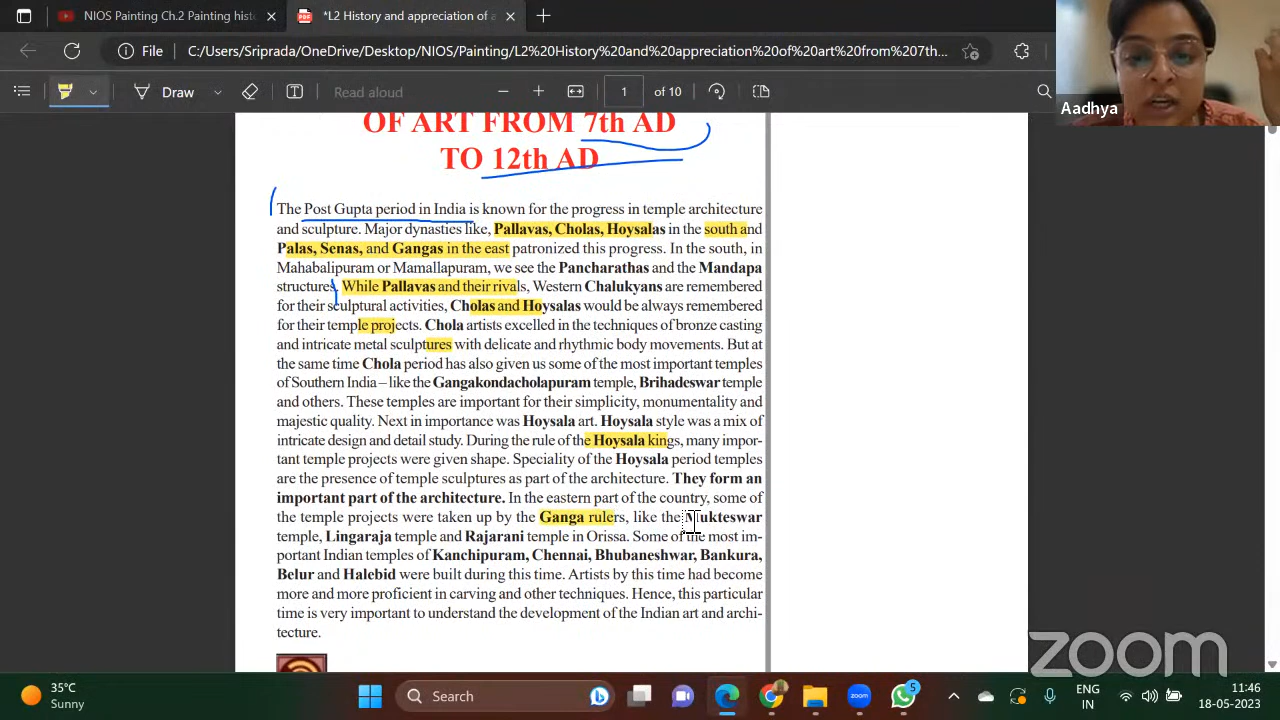 NIOS Painting Ch.2 Painting hist
*L2 History and appreciation of a
File
C:/Users/Sriprada/OneDrive/Desktop/NIOS/Painting/L2%20History%20and%20appreciation%20of%20art%20from%207th...
Draw
Read aloud
1
of 10
Aadhya
OF ART FROM 7th AD
TO 12th AD
The Post Gupta period in India is known for the progress in temple architecture
and sculpture. Major dynasties like, Pallavas, Cholas, Hoysalas in the south and
Palas, Senas, and Gangas in the east patronized this progress. In the south, in
Mahabalipuram or Mamallapuram, we see the Pancharathas and the Mandapa
structures. While Pallavas and their rivals, Western Chalukyans are remembered
for their sculptural activities, Cholas and Hoysalas would be always remembered
for their temple projects. Chola artists excelled in the techniques of bronze casting
and intricate metal sculptures with delicate and rhythmic body movements. But at
the same time Chola period has also given us some of the most important temples
of Southern India – like the Gangakondacholapuram temple, Brihadeswar temple
and others. These temples are important for their simplicity, monumentality and
majestic quality. Next in importance was Hoysala art. Hoysala style was a mix of
intricate design and detail study. During the rule of the Hoysala kings, many impor-
tant temple projects were given shape. Speciality of the Hoysala period temples
are the presence of temple sculptures as part of the architecture. They form an
important part of the architecture. In the eastern part of the country, some of
the temple projects were taken up by the Ganga rulers, like the Mukteswar
temple, Lingaraja temple and Rajarani temple in Orissa. Some of the most im-
portant Indian temples of Kanchipuram, Chennai, Bhubaneshwar, Bankura,
Belur and Halebid were built during this time. Artists by this time had become
more and more proficient in carving and other techniques. Hence, this particular
time is very important to understand the development of the Indian art and archi-
tecture.
zoom
35°C
Sunny
Search
zoom
5
ENG
IN
11:46
18-05-2023